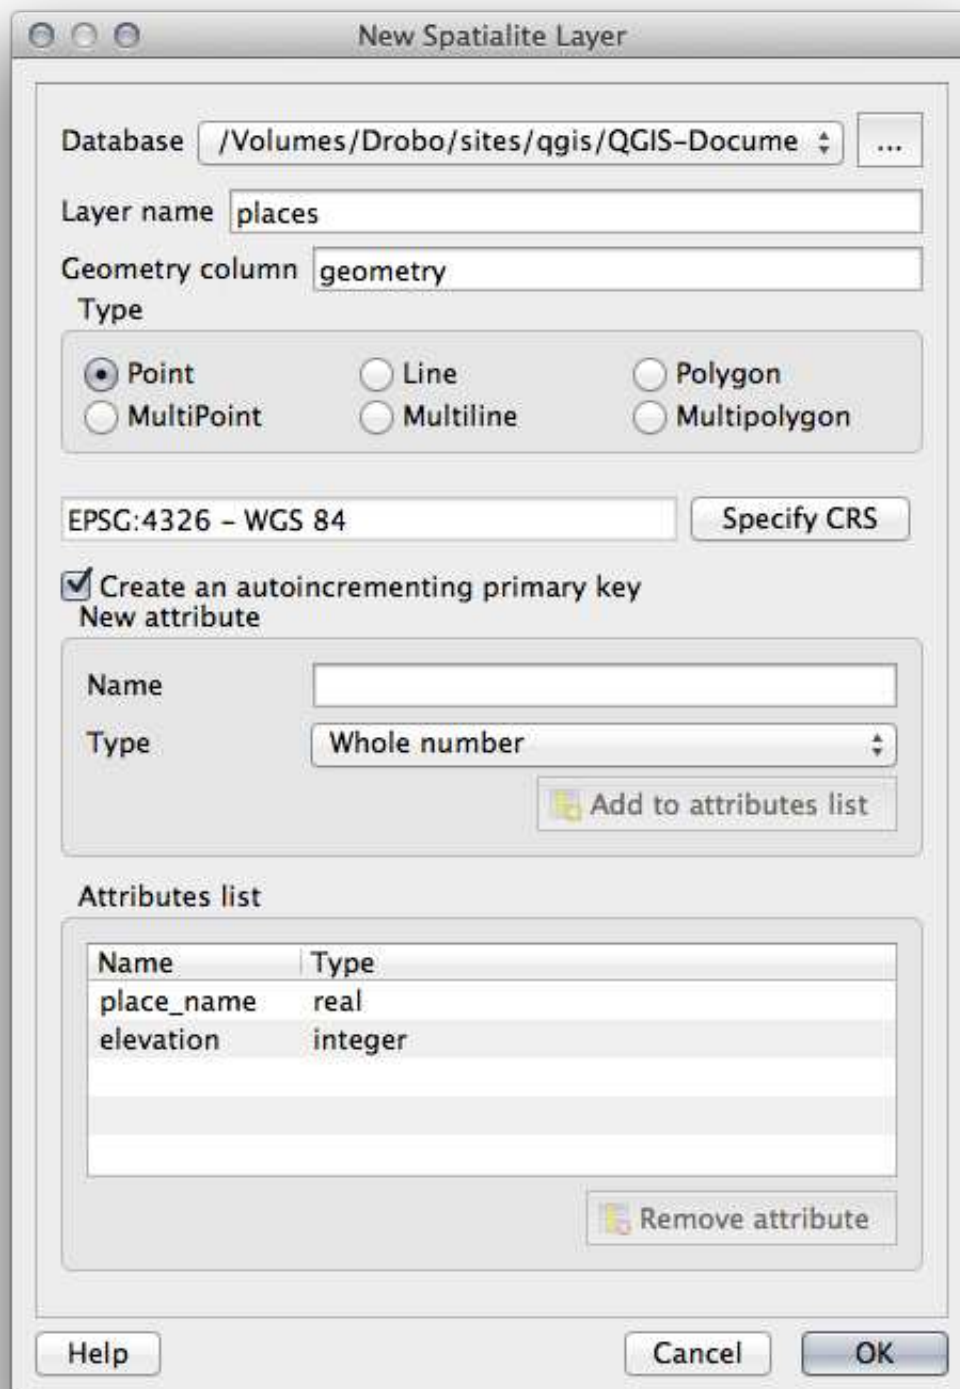 New Spatialite Layer
Database /Volumes/Drobo/sites/qgis/QGIS-Docume ...
Layer name places
Geometry column geometry
Type
Point Line Polygon
MultiPoint Multiline Multipolygon
EPSG:4326 – WGS 84 Specify CRS
Create an autoincrementing primary key
New attribute
Name
Type Whole number
Add to attributes list
Attributes list
Name Type
place_name real
elevation integer
Remove attribute
Help Cancel OK